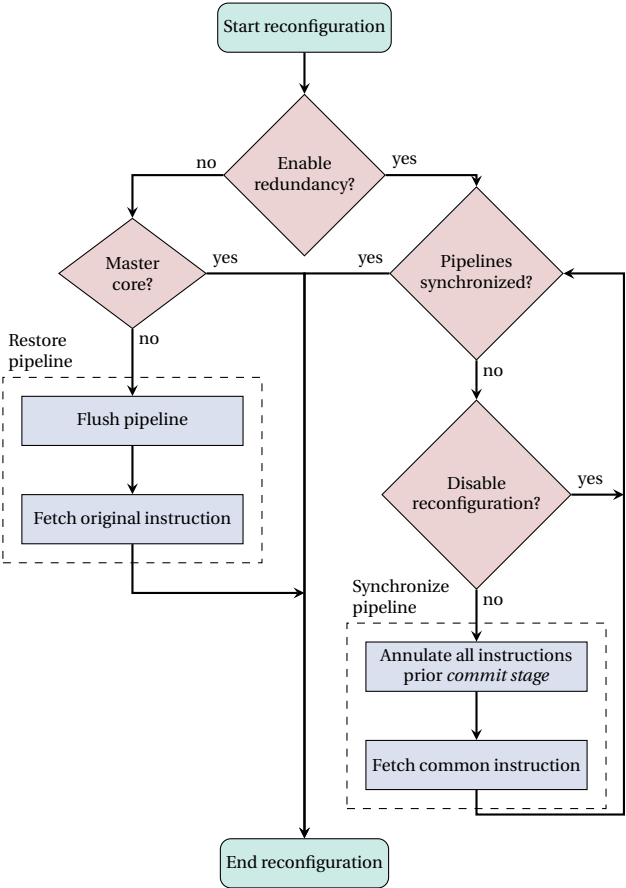 Start reconfiguration
Enable
redundancy?
no
yes
Master
core?
yes
yes
Pipelines
synchronized?
no
no
Restore
pipeline
Flush pipeline
Fetch original instruction
Disable
reconfiguration?
yes
no
Synchronize
pipeline
Annulate all instructions
prior commit stage
Fetch common instruction
End reconfiguration